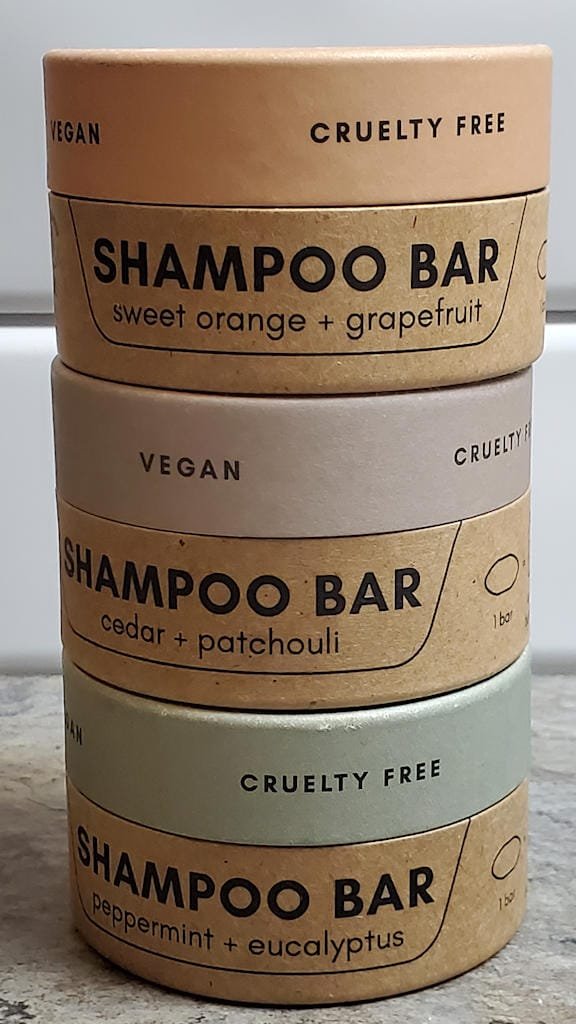 VEGAN CRUELTY FREE
SHAMPOO BAR
sweet orange + grapefruit
VEGAN CRUELTY
SHAMPOO BAR
cedar + patchouli
1 bar
CRUELTY FREE
SHAMPOO BAR
peppermint + eucalyptus
1 bar